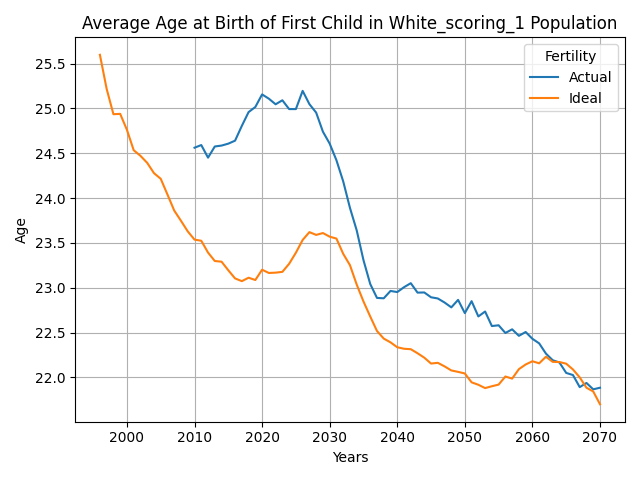 Average Age at Birth of First Child in White_scoring_1 Population
Fertility
Actual
Ideal
Age
25.5
25.0
24.5
24.0
23.5
23.0
22.5
22.0
2000 2010 2020 2030 2040 2050 2060 2070
Years